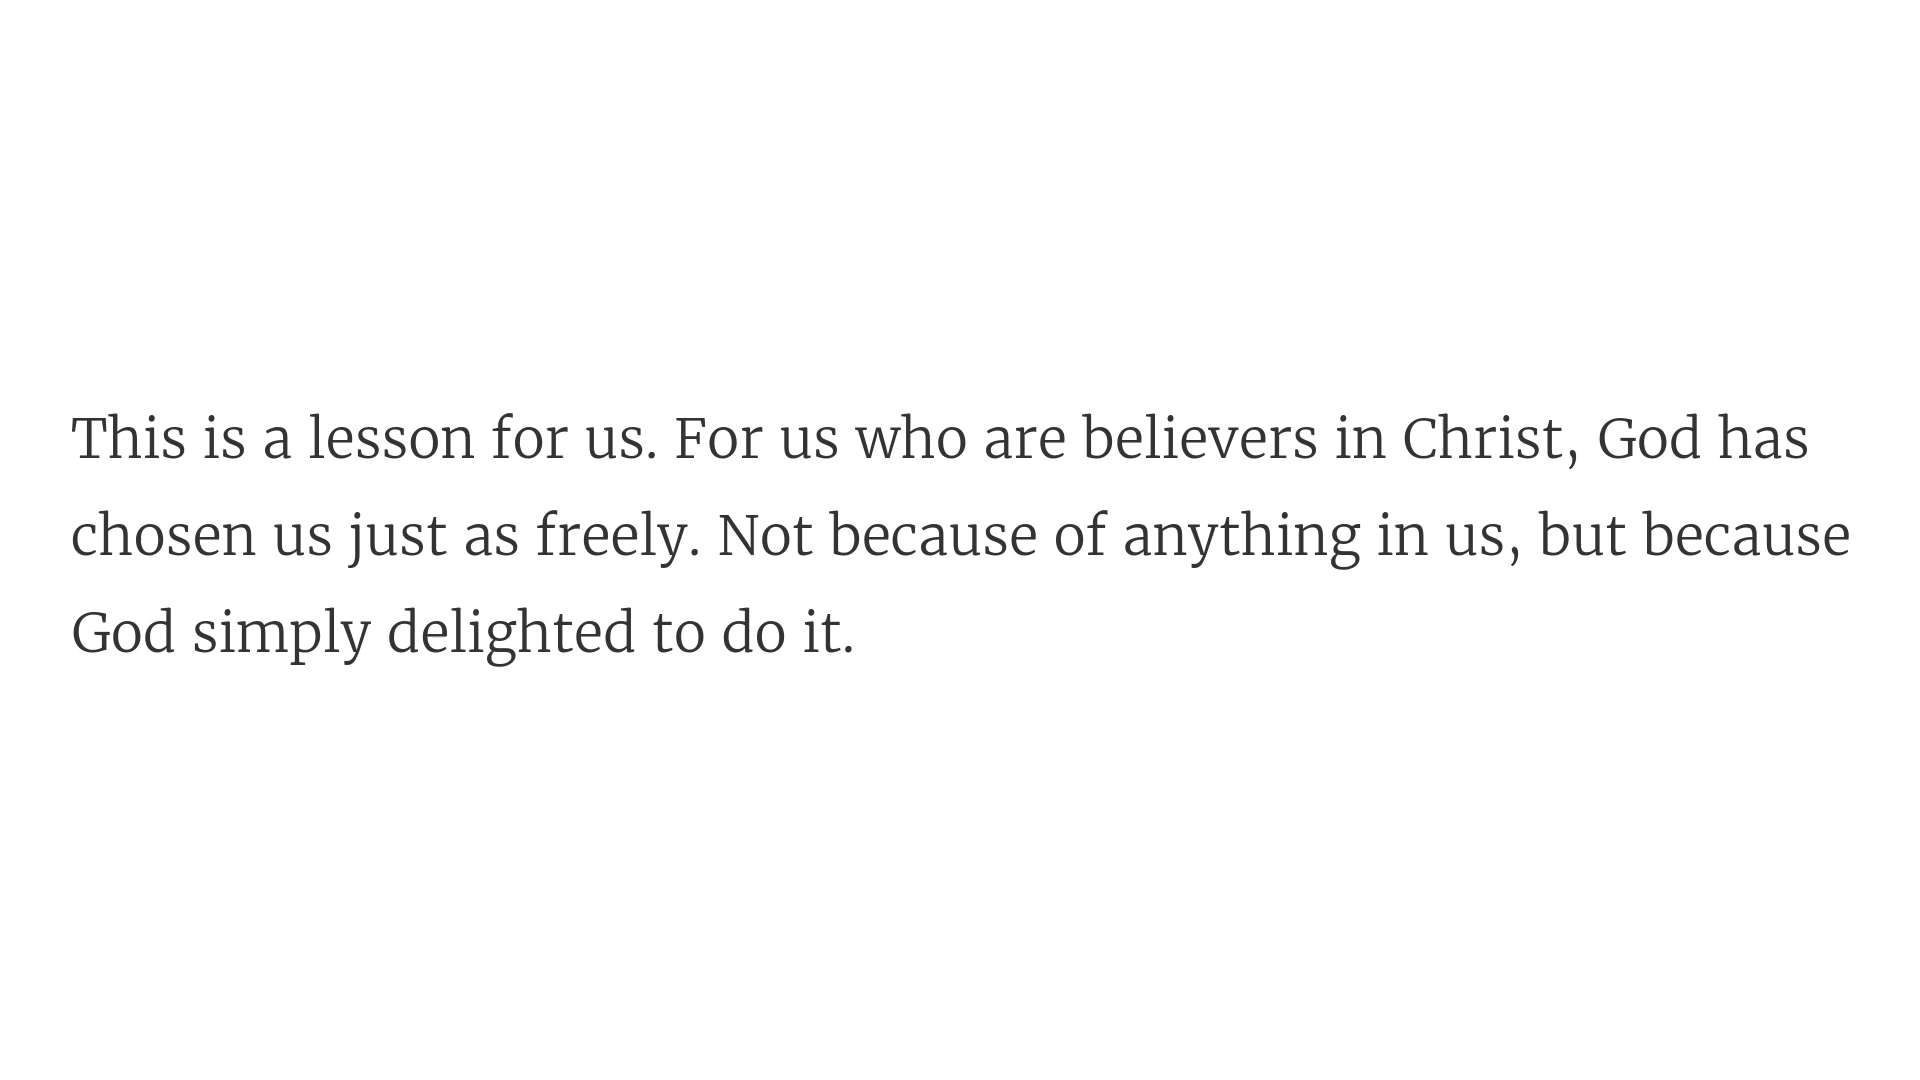 This is a lesson for us. For us who are believers in Christ, God has
chosen us just as freely. Not because of anything in us, but because
God simply delighted to do it.